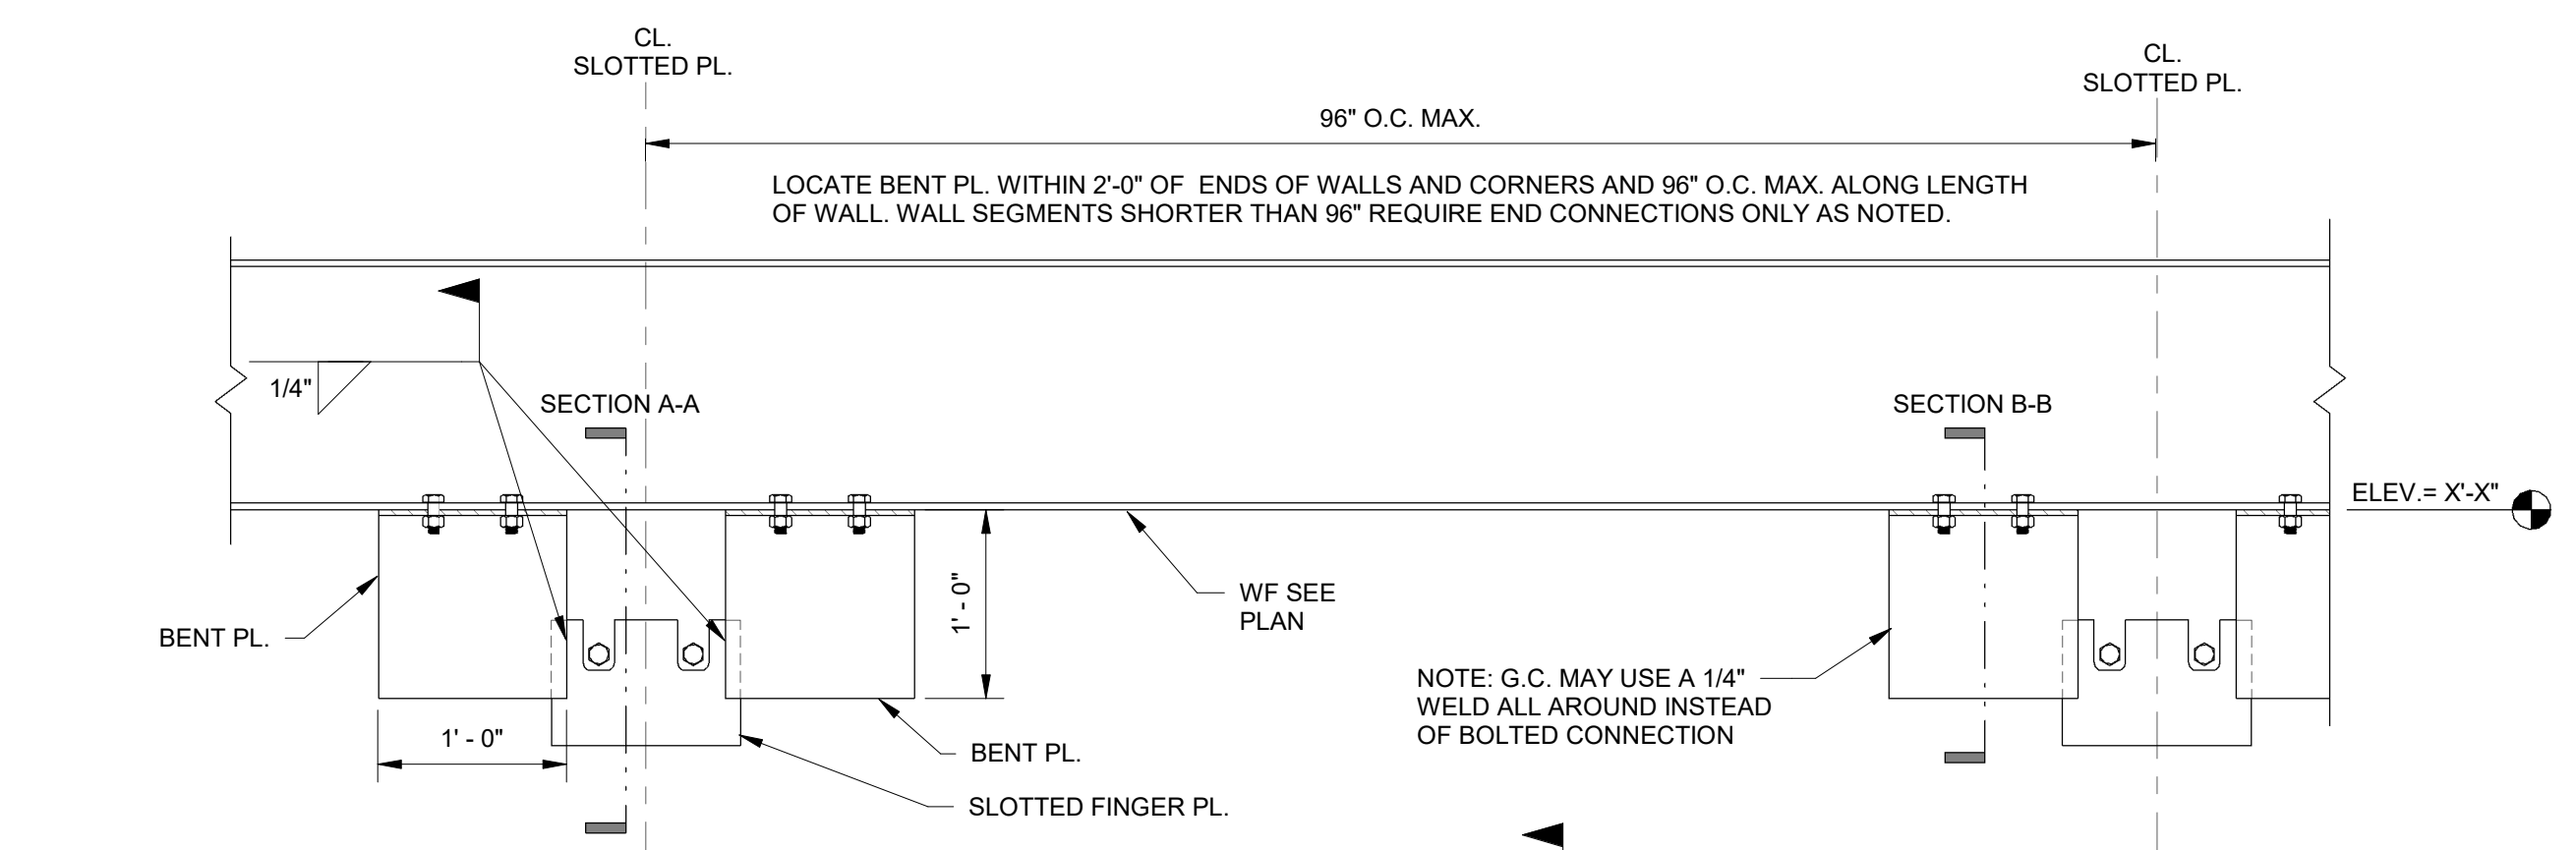 CL.
SLOTTED PL.
CL.
SLOTTED PL.
96" O.C. MAX.
LOCATE BENT PL. WITHIN 2'-0" OF ENDS OF WALLS AND CORNERS AND 96" O.C. MAX. ALONG LENGTH
OF WALL. WALL SEGMENTS SHORTER THAN 96" REQUIRE END CONNECTIONS ONLY AS NOTED.
1/4"
SECTION A-A
SECTION B-B
ELEV.= X'-X"
1' - 0"
WF SEE
PLAN
BENT PL.
NOTE: G.C. MAY USE A 1/4"
WELD ALL AROUND INSTEAD
OF BOLTED CONNECTION
1' - 0"
BENT PL.
SLOTTED FINGER PL.